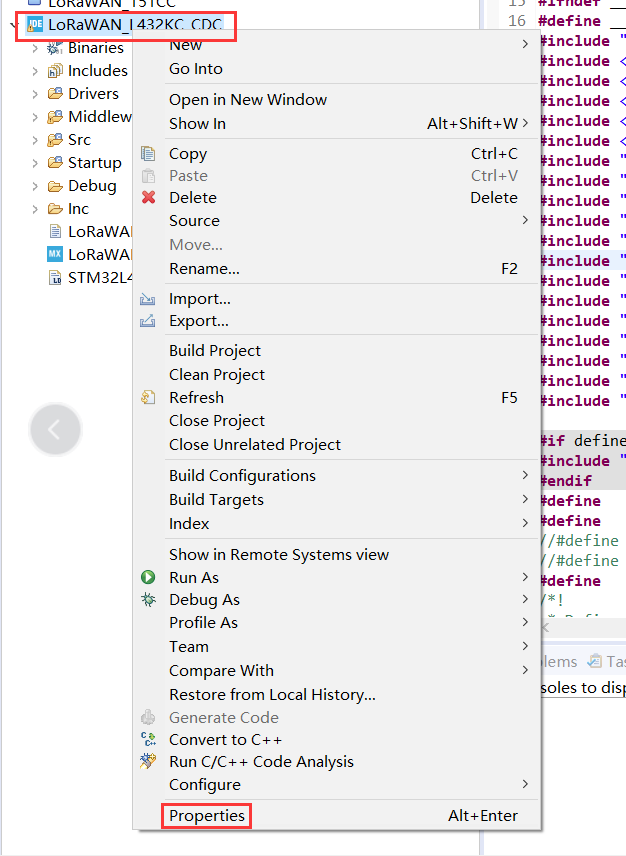 LoRaWAN_151CC
LoRaWAN_L432KC_CDC
Binaries
Includes
Drivers
Middlew
Src
Startup
Debug
Inc
LoRaWA
LoRaWA
STM32L4
New
Go Into
Open in New Window
Show In Alt+Shift+W
Copy Ctrl+C
Paste Ctrl+V
Delete Delete
Source
Move...
Rename... F2
Import...
Export...
Build Project
Clean Project
Refresh F5
Close Project
Close Unrelated Project
Build Configurations
Build Targets
Index
Show in Remote Systems view
Run As
Debug As
Profile As
Team
Compare With
Restore from Local History...
Generate Code
Convert to C++
Run C/C++ Code Analysis
Configure
Properties Alt+Enter
15 #ifndef __
16 #define __
#include "
#include <
#include <
#include <
#include <
#include <
#include "
#include "
#include "
#include "
#include "
#include "
#include "
#include "
#include "
#include "
#include "
#include "
#include "
#if define
#include "
#endif
#define
#define
//#define
//#define
#define
/*!
blems Tas
soles to disp